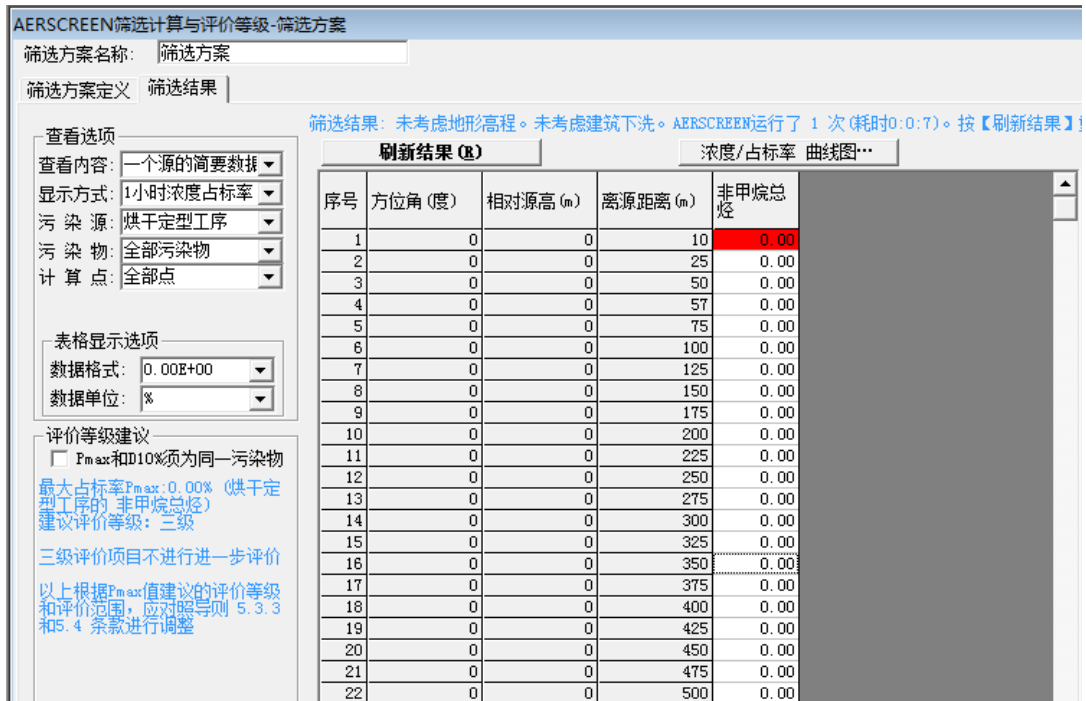 AERSCREEN筛选计算与评价等级-筛选方案
筛选方案名称: 筛选方案
筛选方案定义 筛选结果
筛选结果: 未考虑地形高程。未考虑建筑下洗。AERSCREEN运行了 1 次(耗时0:0:7)。按【刷新结果】
查看选项
查看内容: 一个源的简要数据
显示方式: 1小时浓度占标率
污 染 源: 烘干定型工序
污 染 物: 全部污染物
计 算 点: 全部点
表格显示选项
数据格式: 0.00E+00
数据单位: %
评价等级建议
Pmax和D10%须为同一污染物
最大占标率Pmax:0.00% (烘干定
型工序的 非甲烷总烃)
建议评价等级: 三级
三级评价项目不进行进一步评价
以上根据Pmax值建议的评价等级
和评价范围,应对照导则 5.3.3
和5.4 条款进行调整
刷新结果(R) 浓度/占标率 曲线图…
序号 方位角(度) 相对源高(m) 离源距离(m) 非甲烷总
烃
1 0 0 10 0.00
2 0 0 25 0.00
3 0 0 50 0.00
4 0 0 57 0.00
5 0 0 75 0.00
6 0 0 100 0.00
7 0 0 125 0.00
8 0 0 150 0.00
9 0 0 175 0.00
10 0 0 200 0.00
11 0 0 225 0.00
12 0 0 250 0.00
13 0 0 275 0.00
14 0 0 300 0.00
15 0 0 325 0.00
16 0 0 350 0.00
17 0 0 375 0.00
18 0 0 400 0.00
19 0 0 425 0.00
20 0 0 450 0.00
21 0 0 475 0.00
22 0 0 500 0.00